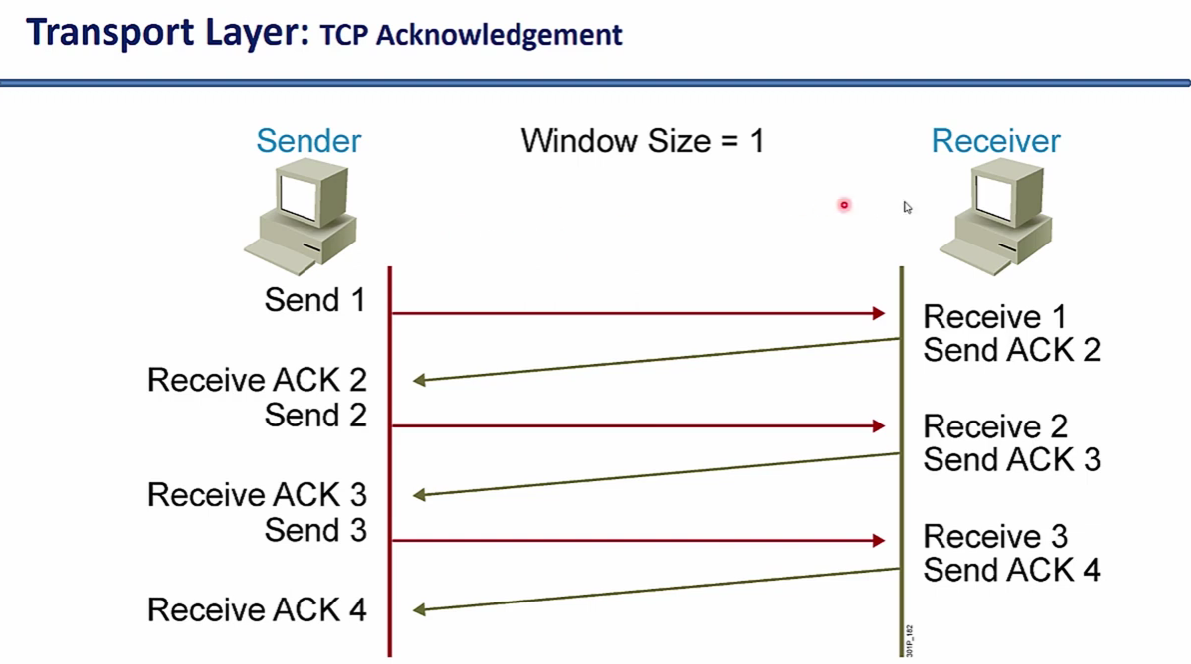 Transport Layer: TCP Acknowledgement
Sender
Window Size = 1
Receiver
Send 1
Receive 1
Send ACK 2
Receive ACK 2
Send 2
Receive 2
Send ACK 3
Receive ACK 3
Send 3
Receive 3
Send ACK 4
Receive ACK 4
301P_182